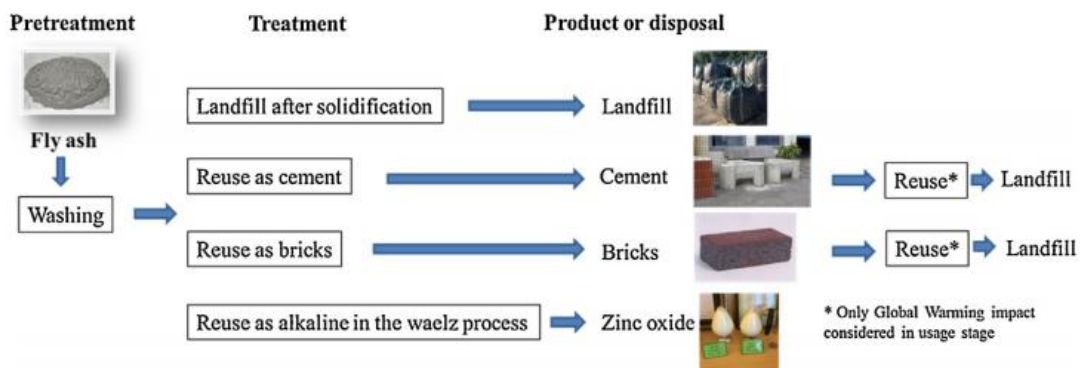 Pretreatment
Treatment
Product or disposal
Fly ash
Washing
Landfill after solidification
Landfill
Reuse as cement
Cement
Reuse*
Landfill
Reuse as bricks
Bricks
Reuse*
Landfill
Reuse as alkaline in the waelz process
Zinc oxide
* Only Global Warming impact
considered in usage stage